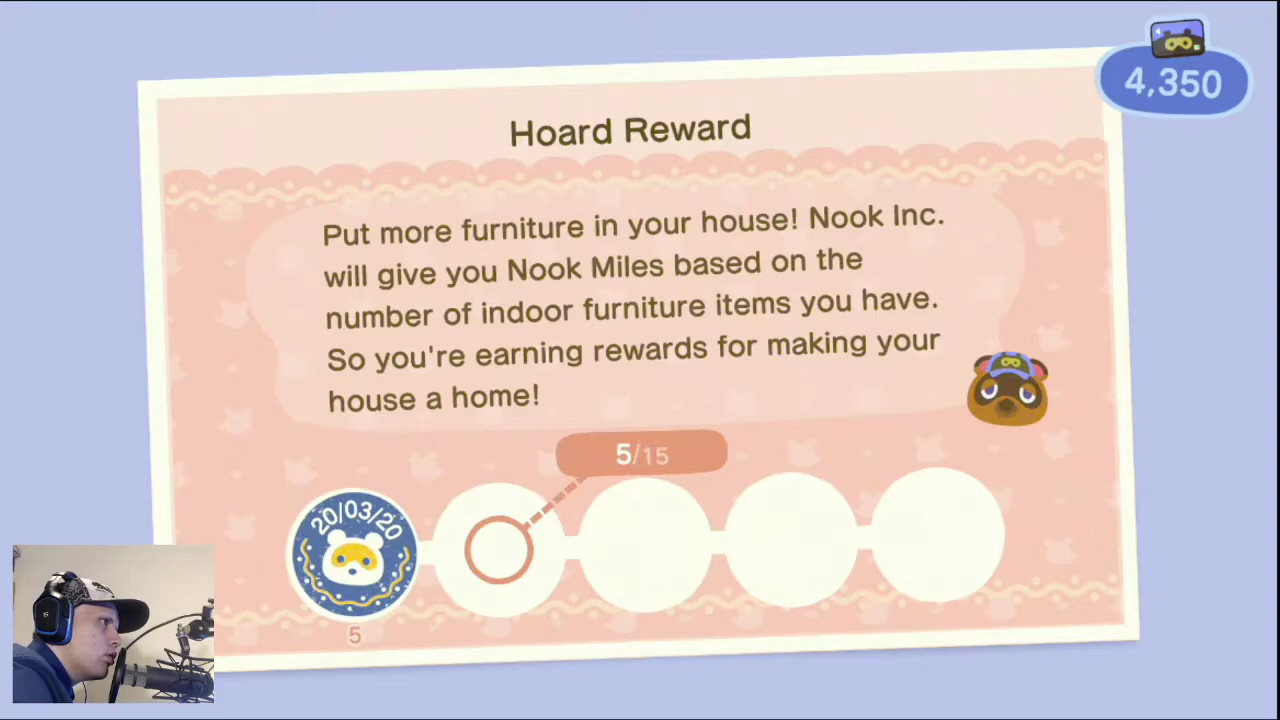 4,350
Hoard Reward
Put more furniture in your house! Nook Inc.
will give you Nook Miles based on the
number of indoor furniture items you have.
So you're earning rewards for making your
house a home!
5/15
20/03/20
5